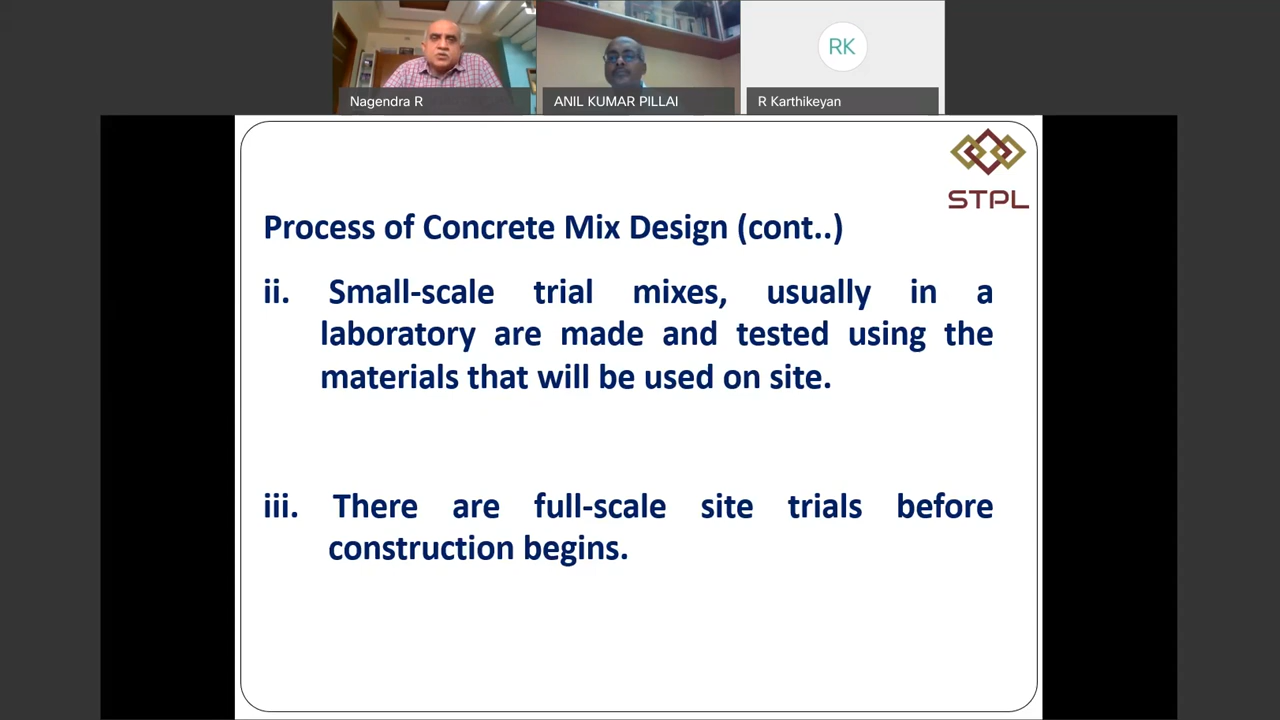 RK
Nagendra R
ANIL KUMAR PILLAI
R Karthikeyan
STPL
Process of Concrete Mix Design (cont..)
ii. Small-scale trial mixes, usually in a
laboratory are made and tested using the
materials that will be used on site.
iii. There are full-scale site trials before
construction begins.